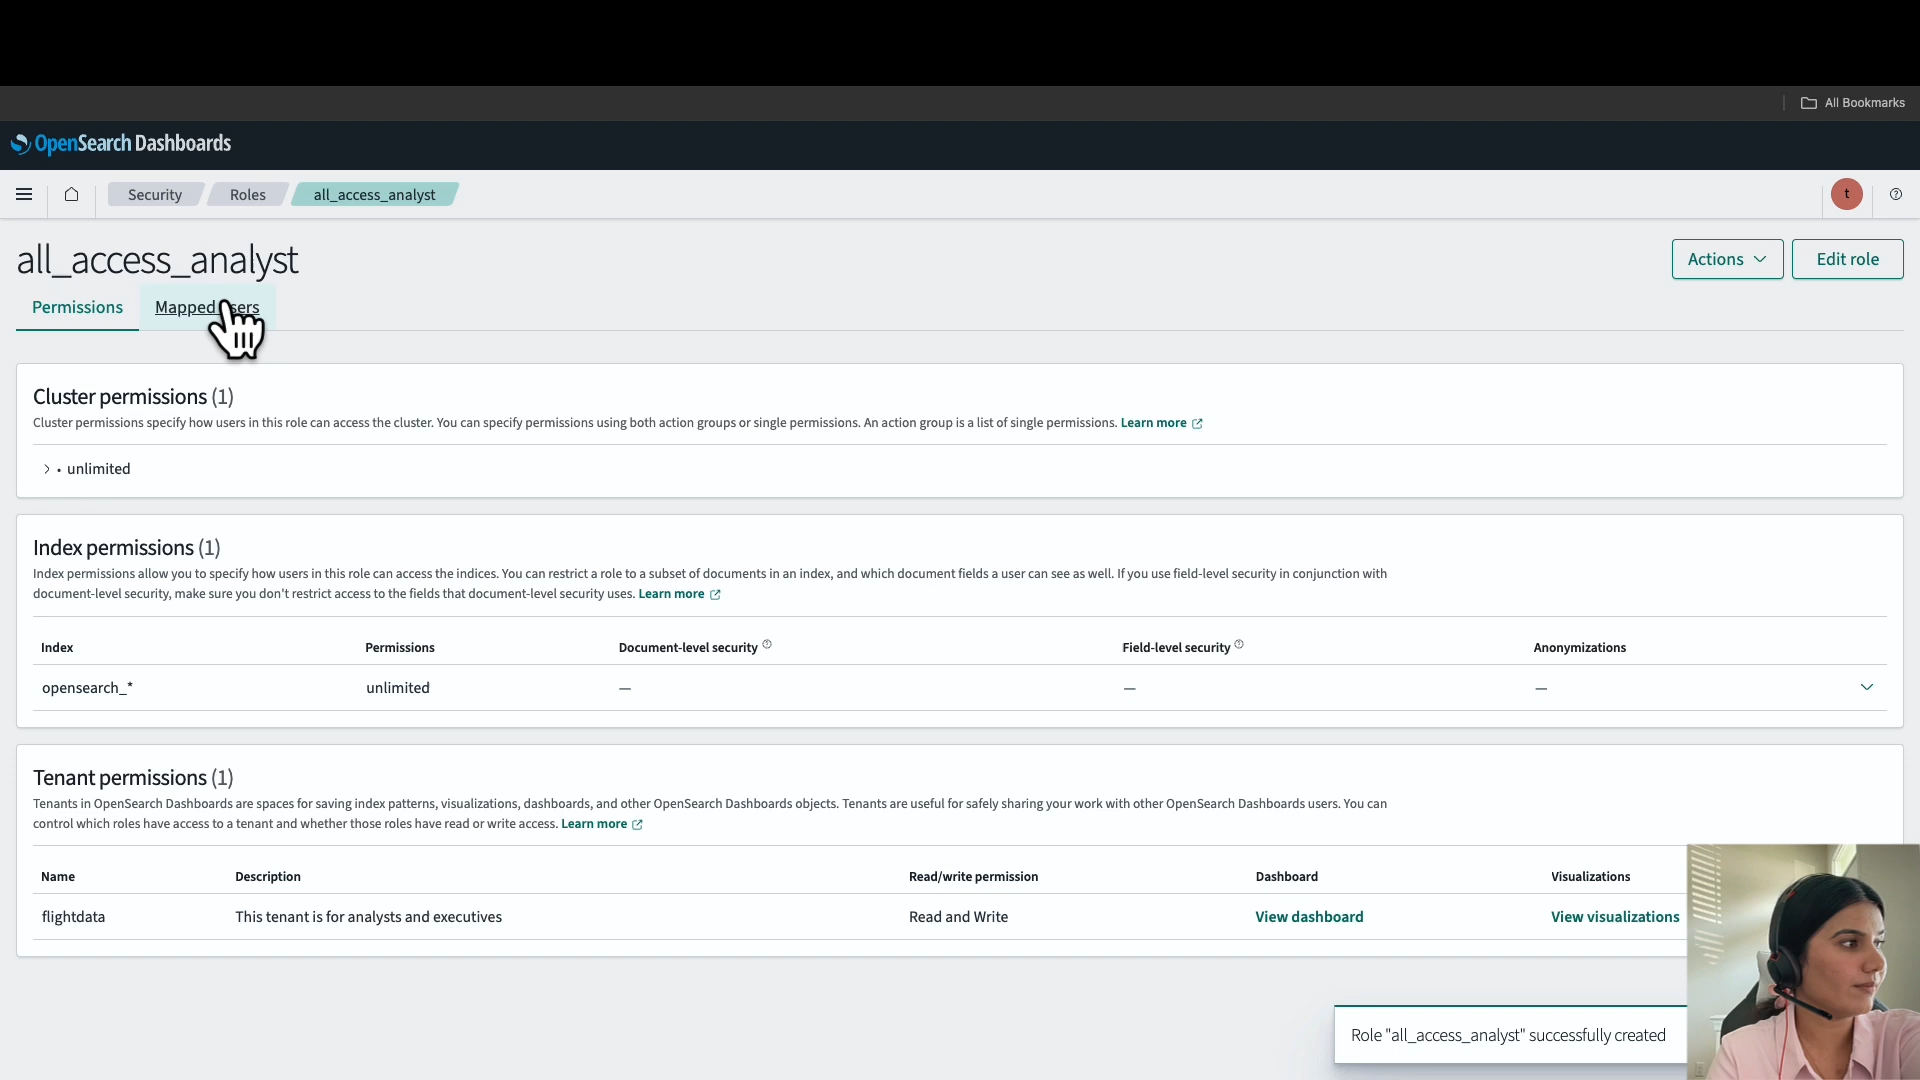 All Bookmarks
OpenSearch Dashboards
Security
Roles
all_access_analyst
t
all_access_analyst
Actions
Edit role
Permissions
Mapped users
Cluster permissions (1)
Cluster permissions specify how users in this role can access the cluster. You can specify permissions using both action groups or single permissions. An action group is a list of single permissions. Learn more
• unlimited
Index permissions (1)
Index permissions allow you to specify how users in this role can access the indices. You can restrict a role to a subset of documents in an index, and which document fields a user can see as well. If you use field-level security in conjunction with
document-level security, make sure you don't restrict access to the fields that document-level security uses. Learn more
Index Permissions Document-level security Field-level security Anonymizations
opensearch_* unlimited — — —
Tenant permissions (1)
Tenants in OpenSearch Dashboards are spaces for saving index patterns, visualizations, dashboards, and other OpenSearch Dashboards objects. Tenants are useful for safely sharing your work with other OpenSearch Dashboards users. You can
control which roles have access to a tenant and whether those roles have read or write access. Learn more
Name Description Read/write permission Dashboard Visualizations
flightdata This tenant is for analysts and executives Read and Write View dashboard View visualizations
Role "all_access_analyst" successfully created